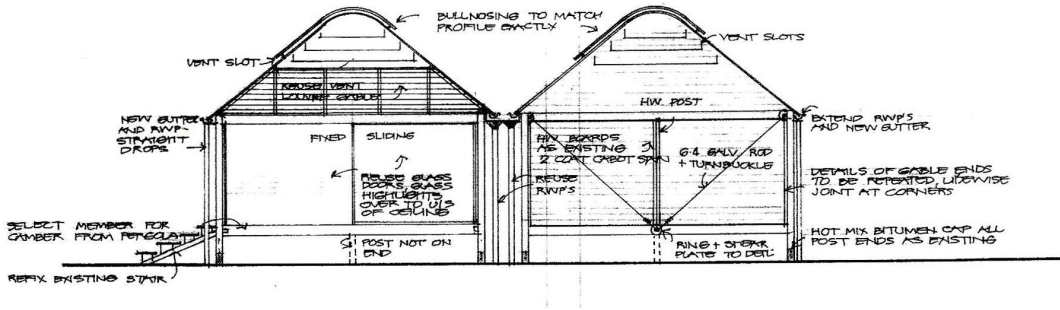 BULLNOSING TO MATCH
PROFILE EXACTLY
VENT SLOTS
VENT SLOT
REUSE VENT
LOUVRE GABLE
HW POST
NEW GUTTER
AND RWP-
STRAIGHT
DROPS
FIXED
SLIDING
HW BOARDS
AS EXISTING
2 COAT CABOT
6.4 GALV ROD
+ TURNBUCKLE
EXTEND RWP'S
AND NEW GUTTER
REUSE GLASS
DOORS, GLASS
HIGHLIGHTS
OVER TO U/S
OF CEILING
REUSE
RWP'S
DETAILS OF GABLE ENDS
TO BE REPEATED, LIKEWISE
JOINT AT CORNERS
SELECT MEMBER FOR
CAMBER FROM PERGOLA
POST NOT ON
END
RING + SHEAR
PLATE TO DETL
HOT MIX BITUMEN CAP ALL
POST ENDS AS EXISTING
REFIX EXISTING STAIR